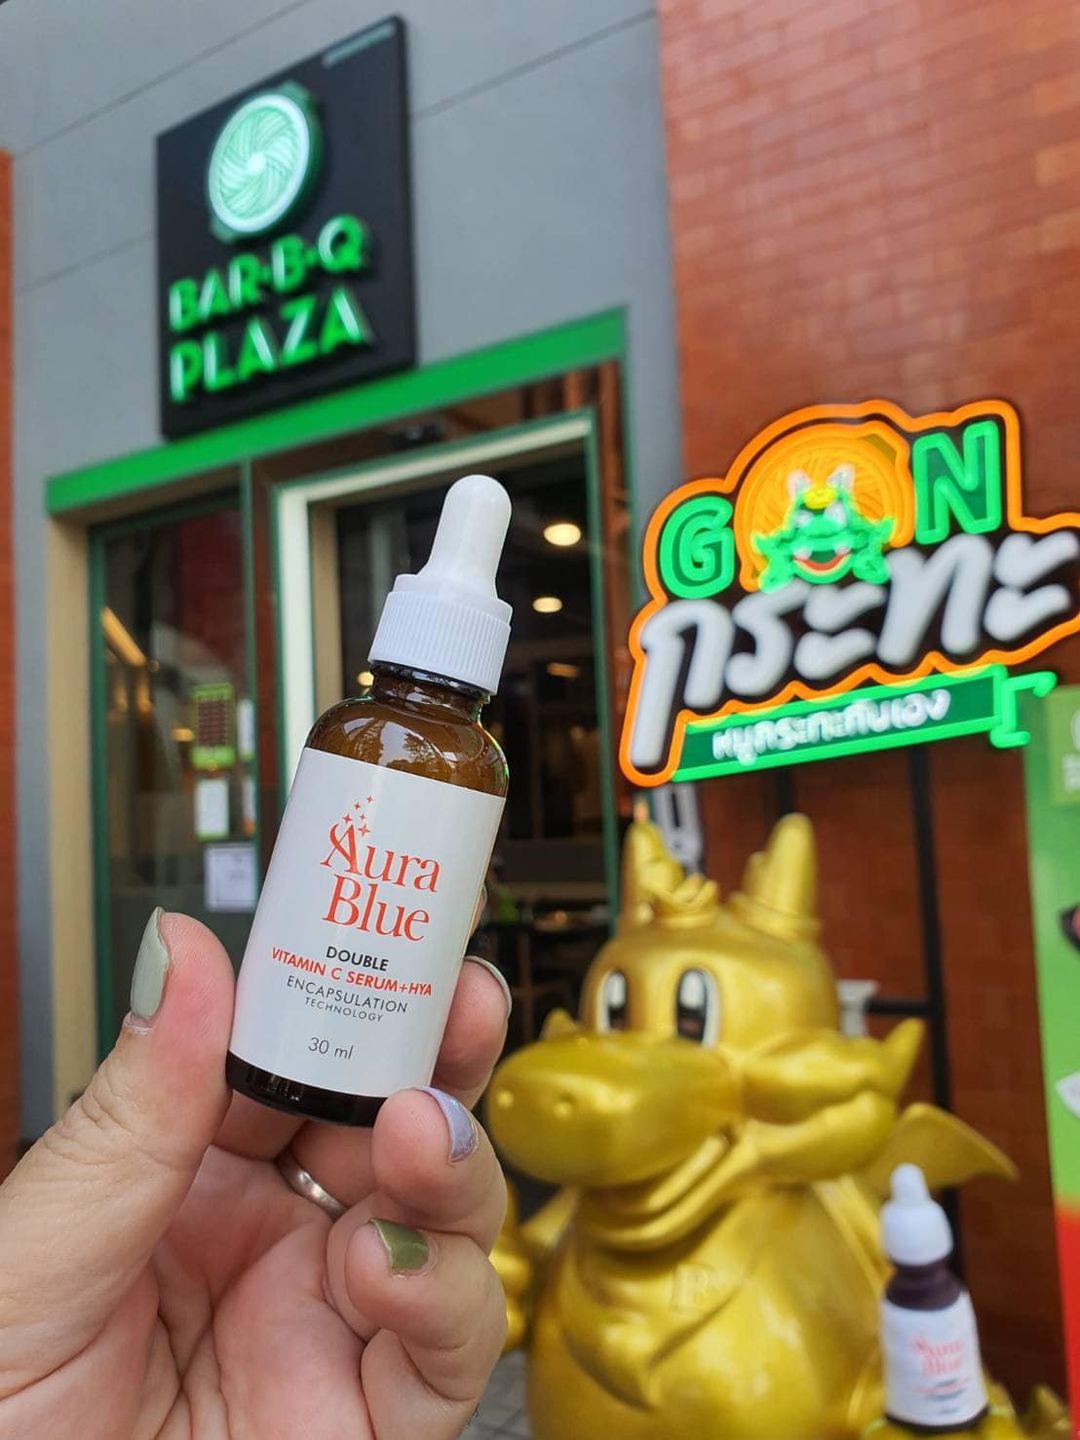 BAR·B·Q
PLAZA
GON
กระทะ
หมูกระทะกับเอง
Aura
Blue
DOUBLE
VITAMIN C SERUM+HYA
ENCAPSULATION
TECHNOLOGY
30 ml
Aura
Blue